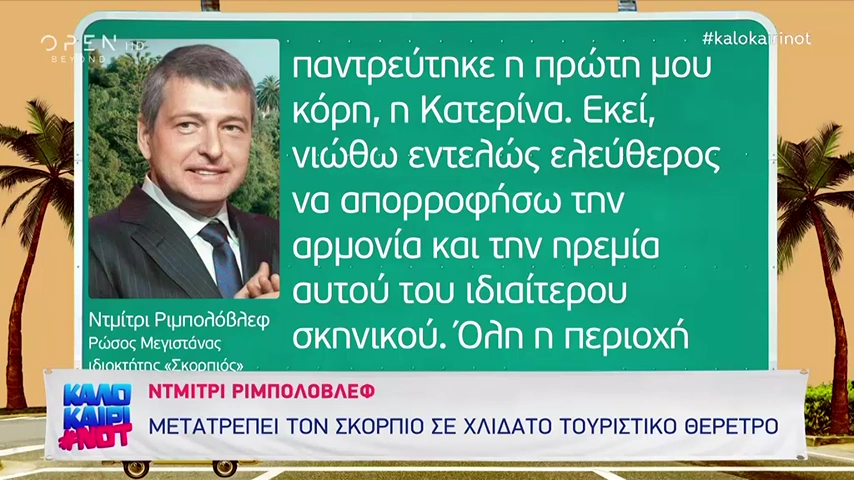 OPEN HD
BEYOND
#kalokairinot
παντρεύτηκε η πρώτη μου
κόρη, η Κατερίνα. Εκεί,
νιώθω εντελώς ελεύθερος
να απορροφήσω την
αρμονία και την ηρεμία
αυτού του ιδιαίτερου
σκηνικού. Όλη η περιοχή
Ντμίτρι Ριμπολόβλεφ
Ρώσος Μεγιστάνας
ιδιοκτήτης «Σκορπιός»
ΚΑΛΟ
ΚΑΙΡΙ
#NOT
ΝΤΜΙΤΡΙ ΡΙΜΠΟΛΟΒΛΕΦ
ΜΕΤΑΤΡΕΠΕΙ ΤΟΝ ΣΚΟΡΠΙΟ ΣΕ ΧΛΙΔΑΤΟ ΤΟΥΡΙΣΤΙΚΟ ΘΕΡΕΤΡΟ